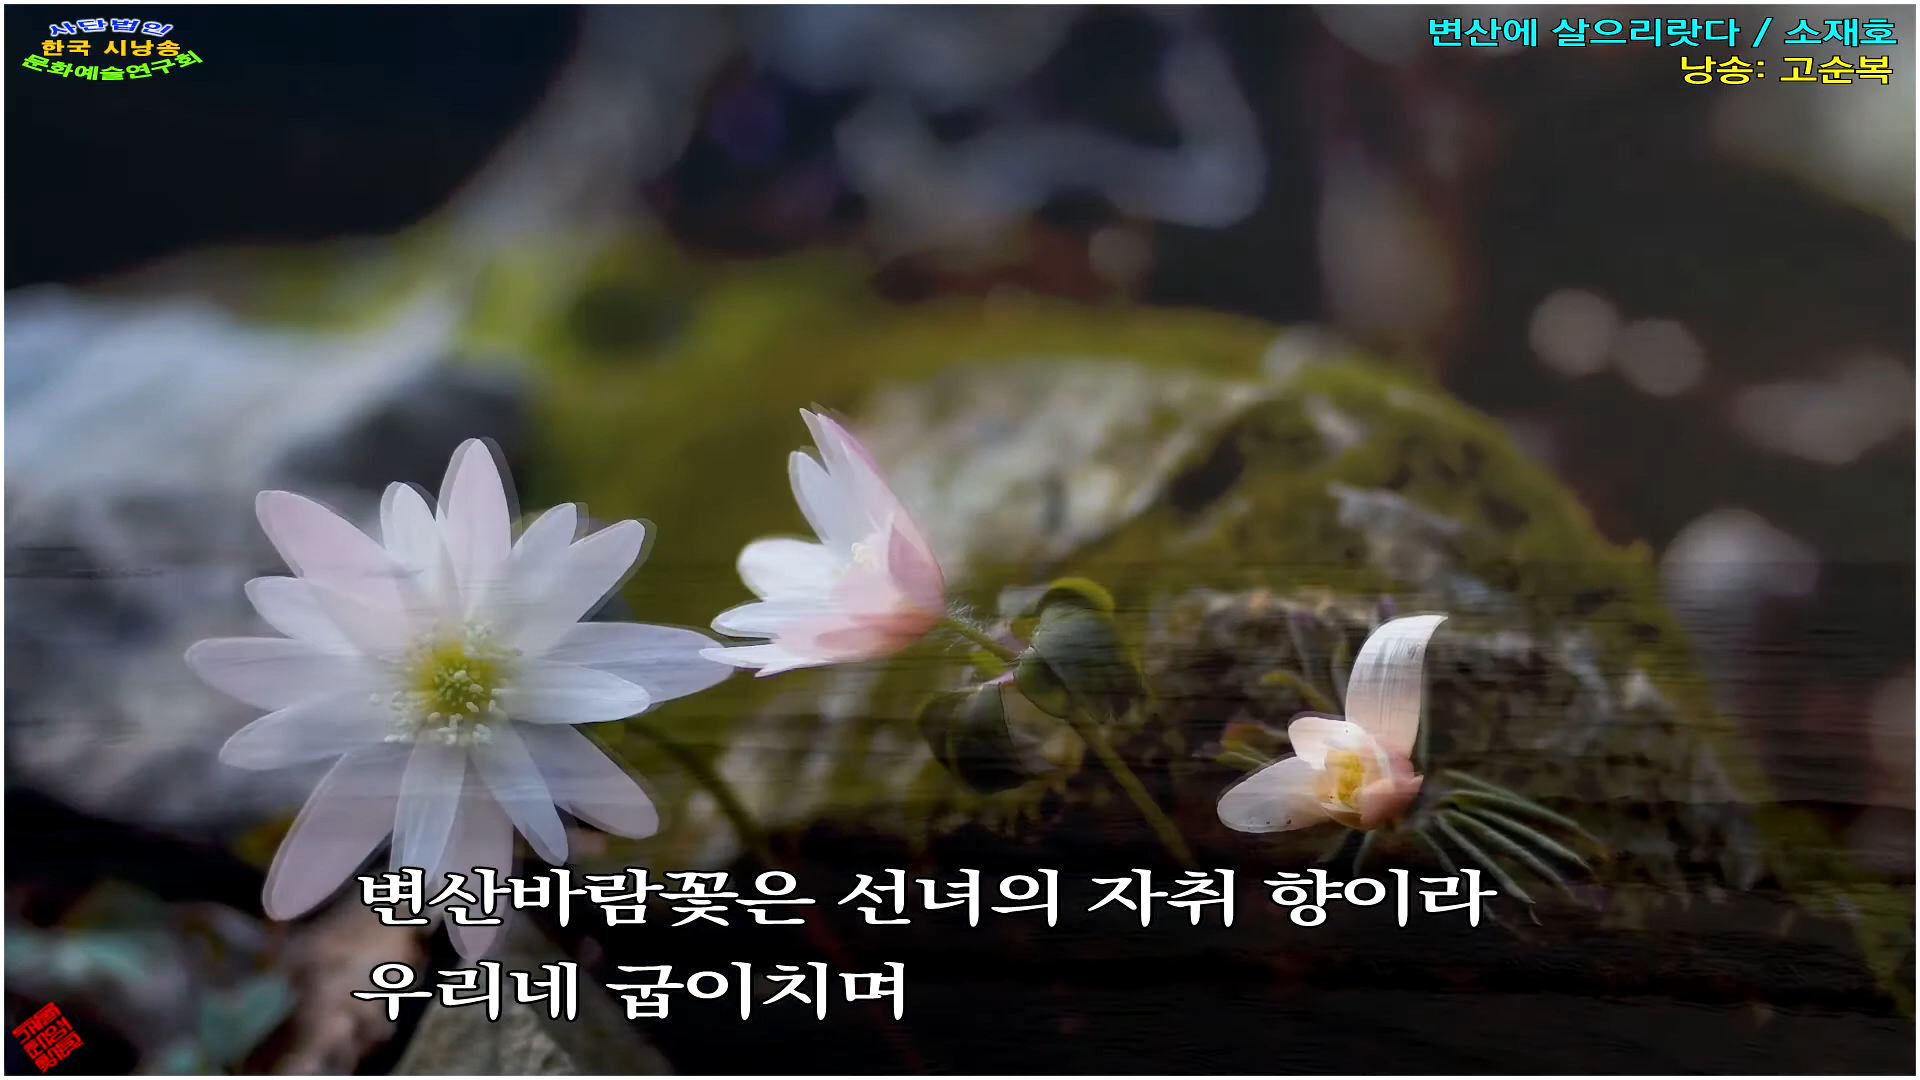 사단법인
한국 시낭송
문화예술연구회
변산에 살으리랏다 / 소재호
낭송: 고순복
변산바람꽃은 선녀의 자취 향이라
우리네 굽이치며